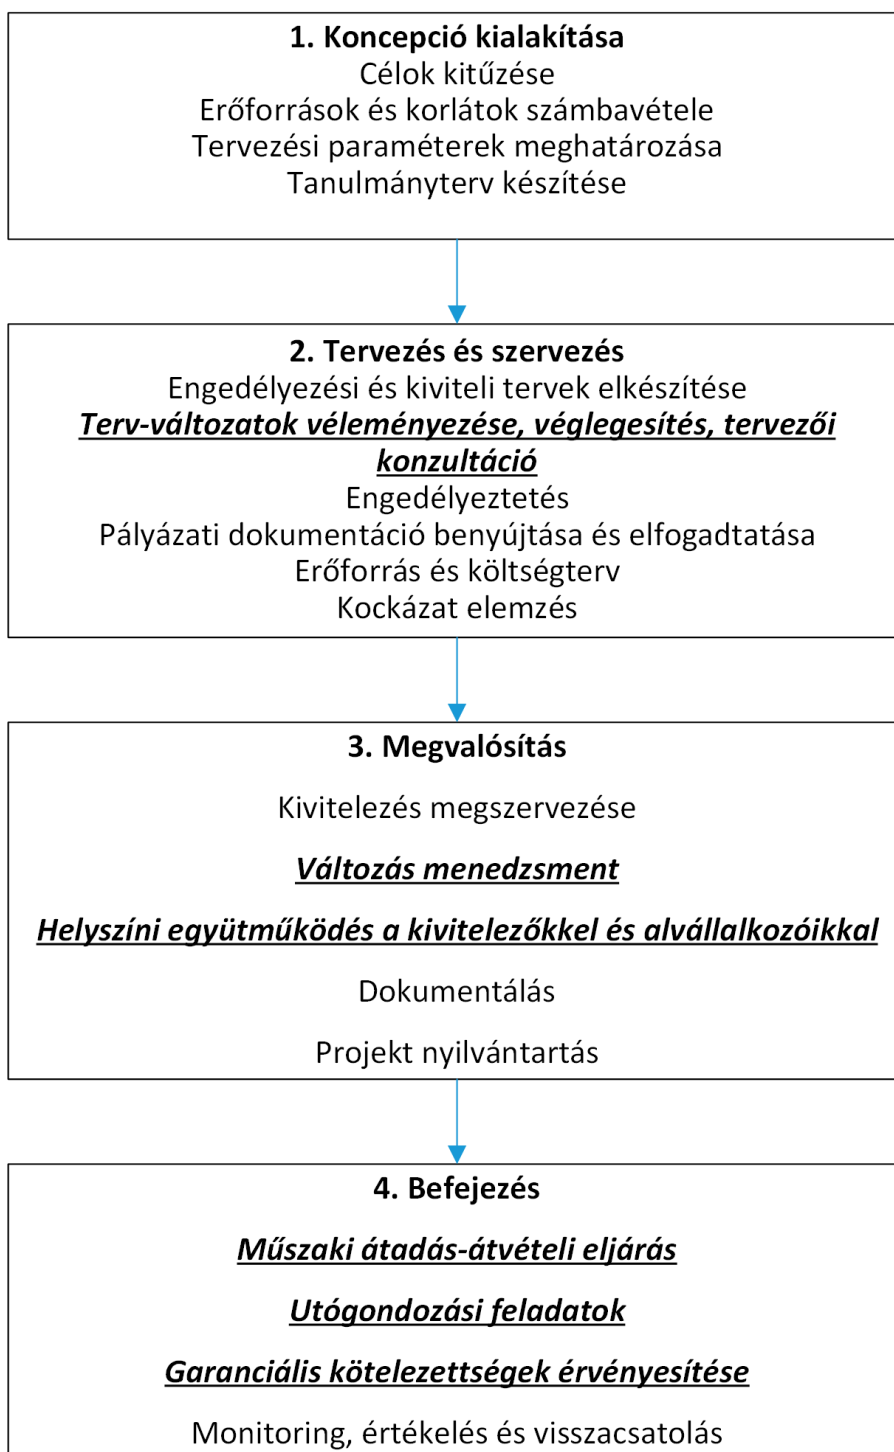 1. Koncepció kialakítása
Célok kitűzése
Erőforrások és korlátok számbavétele
Tervezési paraméterek meghatározása
Tanulmányterv készítése
2. Tervezés és szervezés
Engedélyezési és kiviteli tervek elkészítése
Terv-változatok véleményezése, véglegesítés, tervezői
konzultáció
Engedélyeztetés
Pályázati dokumentáció benyújtása és elfogadtatása
Erőforrás és költségterv
Kockázat elemzés
3. Megvalósítás
Kivitelezés megszervezése
Változás menedzsment
Helyszíni együtműködés a kivitelezőkkel és alvállalkozóikkal
Dokumentálás
Projekt nyilvántartás
4. Befejezés
Műszaki átadás-átvételi eljárás
Utógondozási feladatok
Garanciális kötelezettségek érvényesítése
Monitoring, értékelés és visszacsatolás